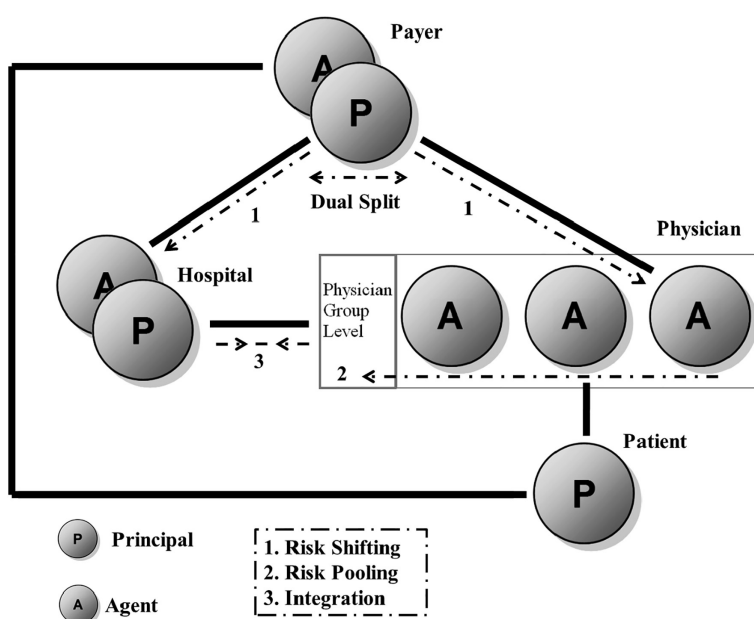 Payer
A
P
Dual Split
1
1
Physician
Hospital
A
P
Physician
Group
Level
A
A
A
3
2
Patient
P
P
Principal
A
Agent
1. Risk Shifting
2. Risk Pooling
3. Integration